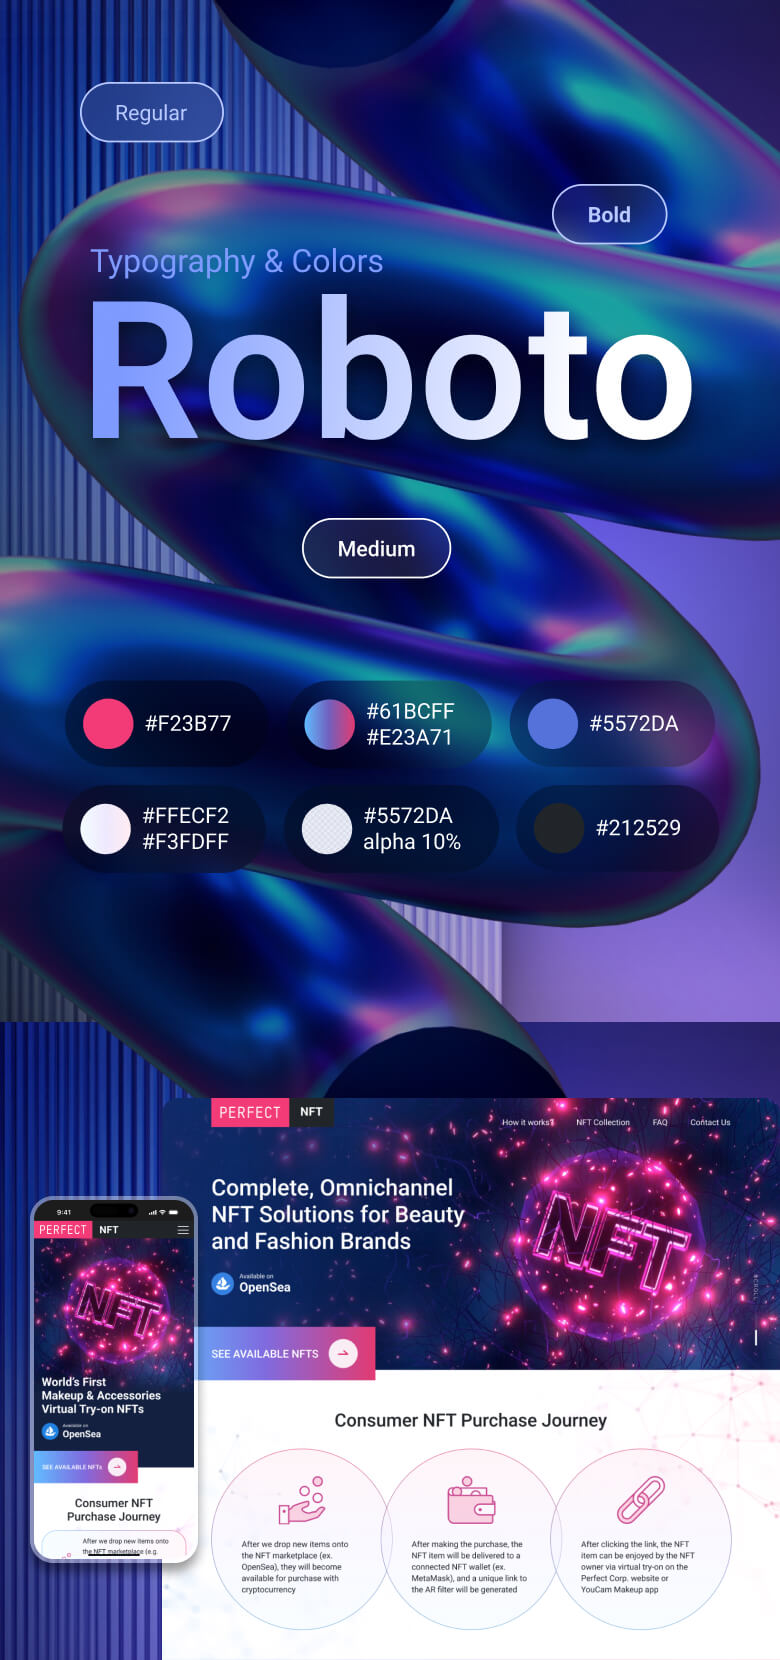 Regular
Bold
Typography & Colors
Roboto
Medium
#F23B77
#61BCFF
#E23A71
#5572DA
#FFECF2
#F3FDFF
#5572DA
alpha 10%
#212529
PERFECT NFT
How it works? NFT Collection FAQ Contact Us
Complete, Omnichannel
NFT Solutions for Beauty
and Fashion Brands
Available on
OpenSea
NFT
SCROLL
SEE AVAILABLE NFTS
Consumer NFT Purchase Journey
After we drop new items onto
the NFT marketplace (ex.
OpenSea), they will become
available for purchase with
cryptocurrency
After making the purchase, the
NFT item will be delivered to a
connected NFT wallet (ex.
MetaMask), and a unique link to
the AR filter will be generated
After clicking the link, the NFT
item can be enjoyed by the NFT
owner via virtual try-on on the
Perfect Corp. website or
YouCam Makeup app
9:41
PERFECT NFT
NFT
World's First
Makeup & Accessories
Virtual Try-on NFTs
Available on
OpenSea
SEE AVAILABLE NFTs
Consumer NFT
Purchase Journey
After we drop new items onto
the NFT marketplace (e.g.